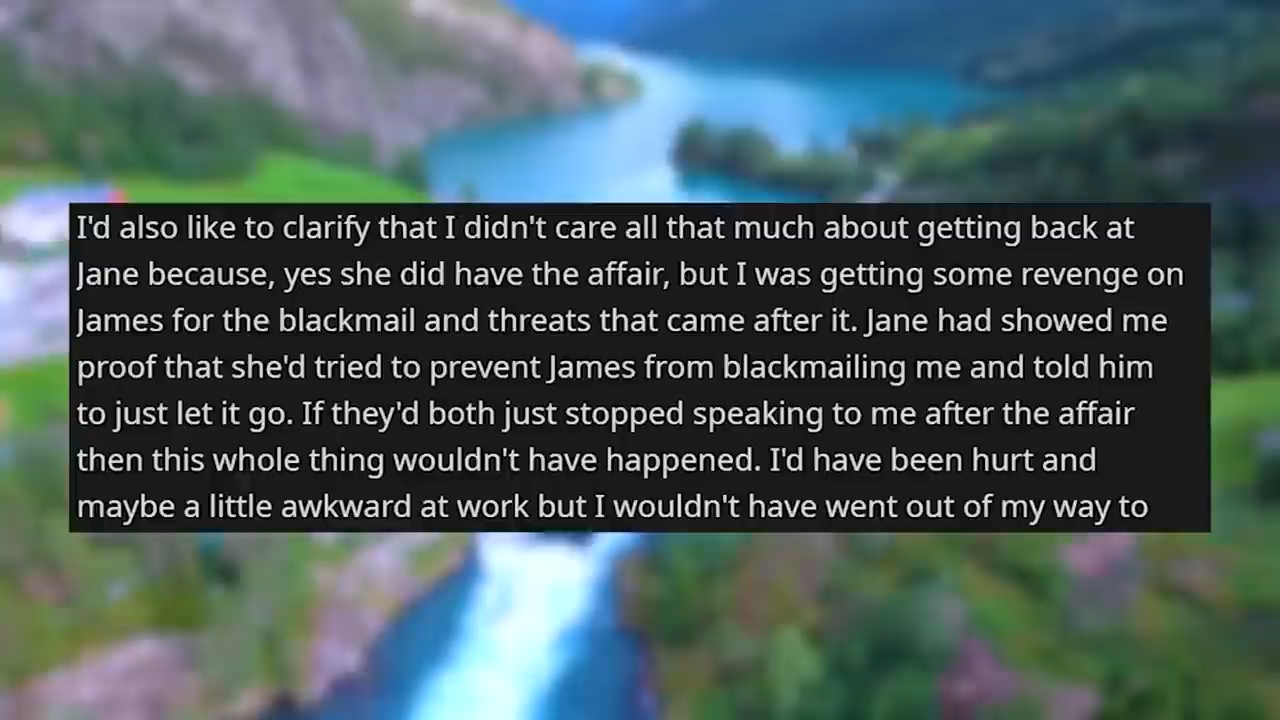 I'd also like to clarify that I didn't care all that much about getting back at
Jane because, yes she did have the affair, but I was getting some revenge on
James for the blackmail and threats that came after it. Jane had showed me
proof that she'd tried to prevent James from blackmailing me and told him
to just let it go. If they'd both just stopped speaking to me after the affair
then this whole thing wouldn't have happened. I'd have been hurt and
maybe a little awkward at work but I wouldn't have went out of my way to